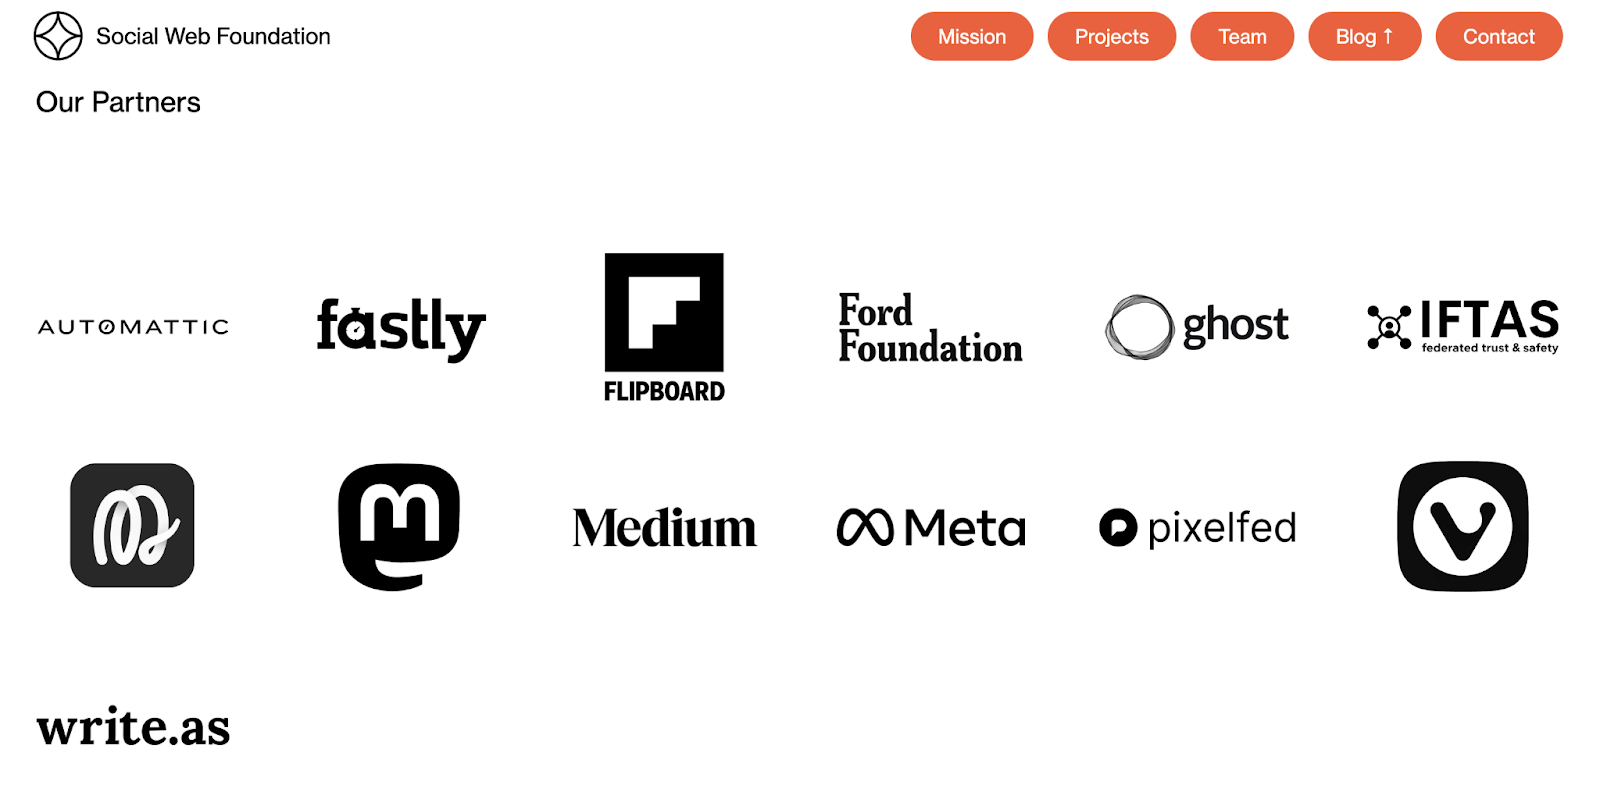 Social Web Foundation
Mission
Projects
Team
Blog ↑
Contact
Our Partners
AUTOMATTIC
fastly
FLIPBOARD
Ford
Foundation
ghost
IFTAS
federated trust & safety
m
Medium
Meta
pixelfed
write.as